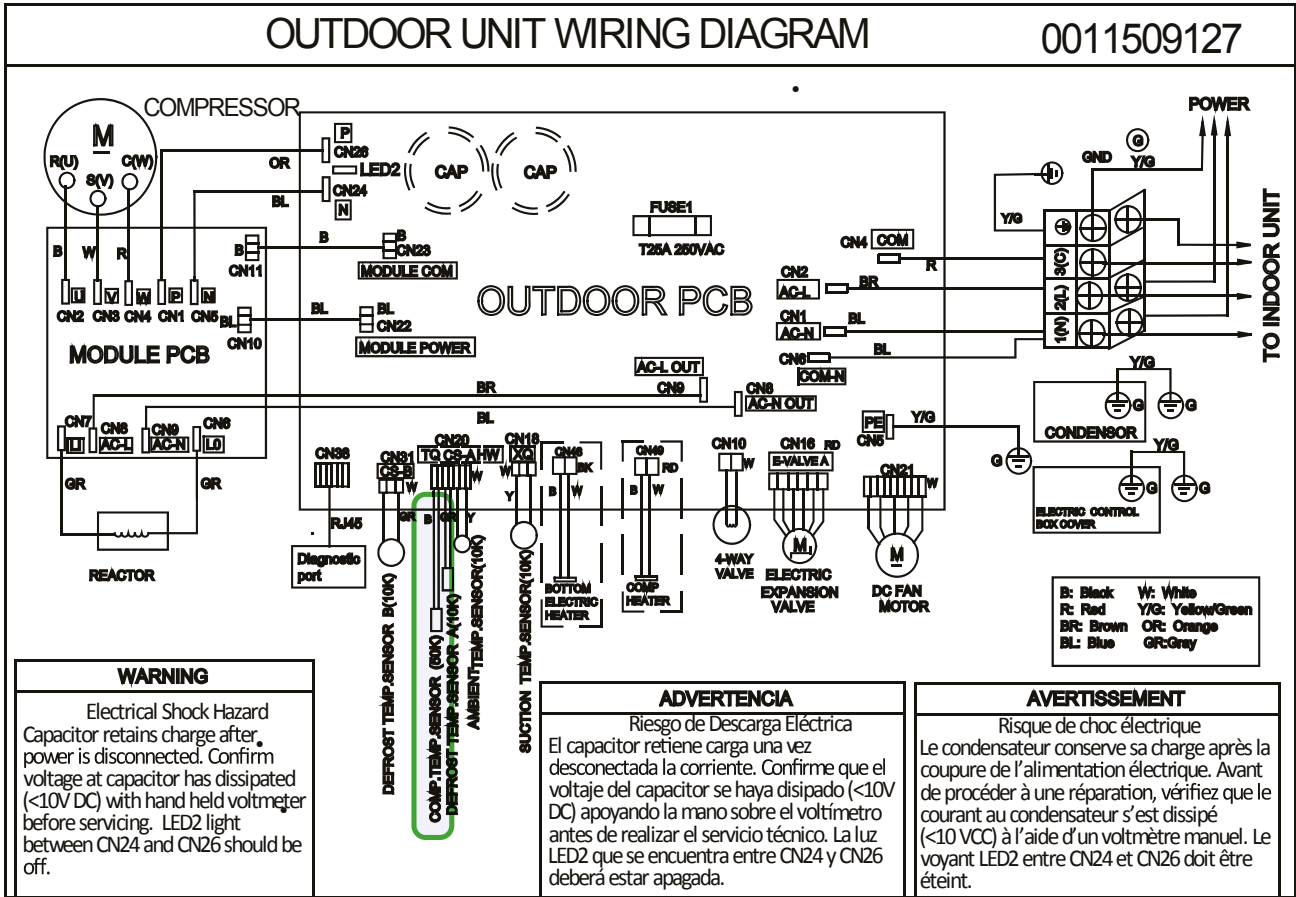 OUTDOOR UNIT WIRING DIAGRAM
0011509127
COMPRESSOR
M
R(U)
S(V)
C(W)
OR
BL
P
CN26
LED2
CN24
N
CAP
CAP
FUSE1
T25A 250VAC
CN4 COM
R
CN2
AC-L
BR
CN1
AC-N
BL
CN6
COM-N
BL
POWER
G
GND
Y/G
Y/G
3(C)
2(L)
1(N)
TO INDOOR UNIT
B
W
R
U
V
W
P
N
CN2
CN3
CN4
CN1
CN5
B
CN11
B
B
CN23
MODULE COM
BL
CN10
BL
BL
CN22
MODULE POWER
MODULE PCB
OUTDOOR PCB
AC-L OUT
CN9
CN8
AC-N OUT
BR
BL
CN7
LI
CN8
AC-L
CN9
AC-N
CN6
L0
GR
GR
REACTOR
CN36
RJ45
Diagnostic
port
CN31
CS-B
W
GR
DEFROST TEMP.SENSOR B(10K)
CN20
TQ CS-A HW
W
B
GR
Y
COMP.TEMP.SENSOR (50K)
DEFROST TEMP.SENSOR A(10K)
AMBIENT TEMP.SENSOR(10K)
CN18
XQ
W
Y
SUCTION TEMP.SENSOR(10K)
CN46
BK
B
W
BOTTOM
ELECTRIC
HEATER
CN49
RD
B
W
COMP
HEATER
CN10
W
4-WAY
VALVE
CN16 RD
E-VALVE A
M
ELECTRIC
EXPANSION
VALVE
PE
CN5
Y/G
G
CN21
W
M
DC FAN
MOTOR
Y/G
G
G
CONDENSOR
Y/G
G
G
ELECTRIC CONTROL
BOX COVER
B: Black W: White
R: Red Y/G: Yellow/Green
BR: Brown OR: Orange
BL: Blue GR:Gray
WARNING
Electrical Shock Hazard
Capacitor retains charge after
power is disconnected. Confirm
voltage at capacitor has dissipated
(<10V DC) with hand held voltmeter
before servicing. LED2 light
between CN24 and CN26 should be
off.
ADVERTENCIA
Riesgo de Descarga Eléctrica
El capacitor retiene carga una vez
desconectada la corriente. Confirme que el
voltaje del capacitor se haya disipado (<10V
DC) apoyando la mano sobre el voltímetro
antes de realizar el servicio técnico. La luz
LED2 que se encuentra entre CN24 y CN26
deberá estar apagada.
AVERTISSEMENT
Risque de choc électrique
Le condensateur conserve sa charge après la
coupure de l'alimentation électrique. Avant
de procéder à une réparation, vérifiez que le
courant au condensateur s'est dissipé
(<10 VCC) à l'aide d'un voltmètre manuel. Le
voyant LED2 entre CN24 et CN26 doit être
éteint.